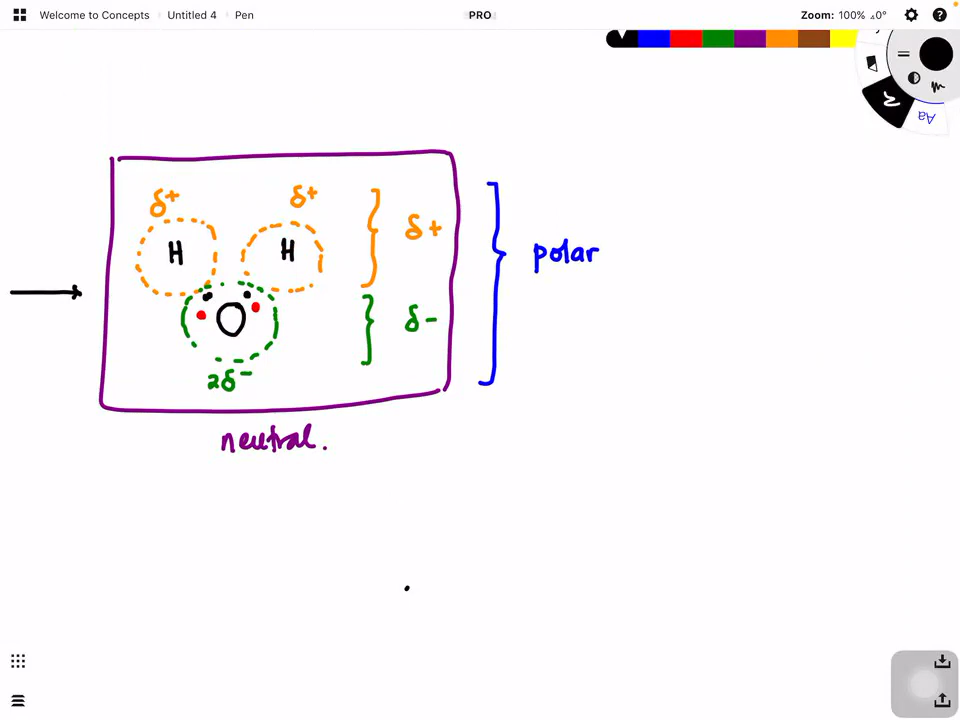 Welcome to Concepts Untitled 4 Pen PRO Zoom: 100% 0°
Aa
δ+ δ+
δ+
H H
polar
O
δ-
2δ-
neutral.